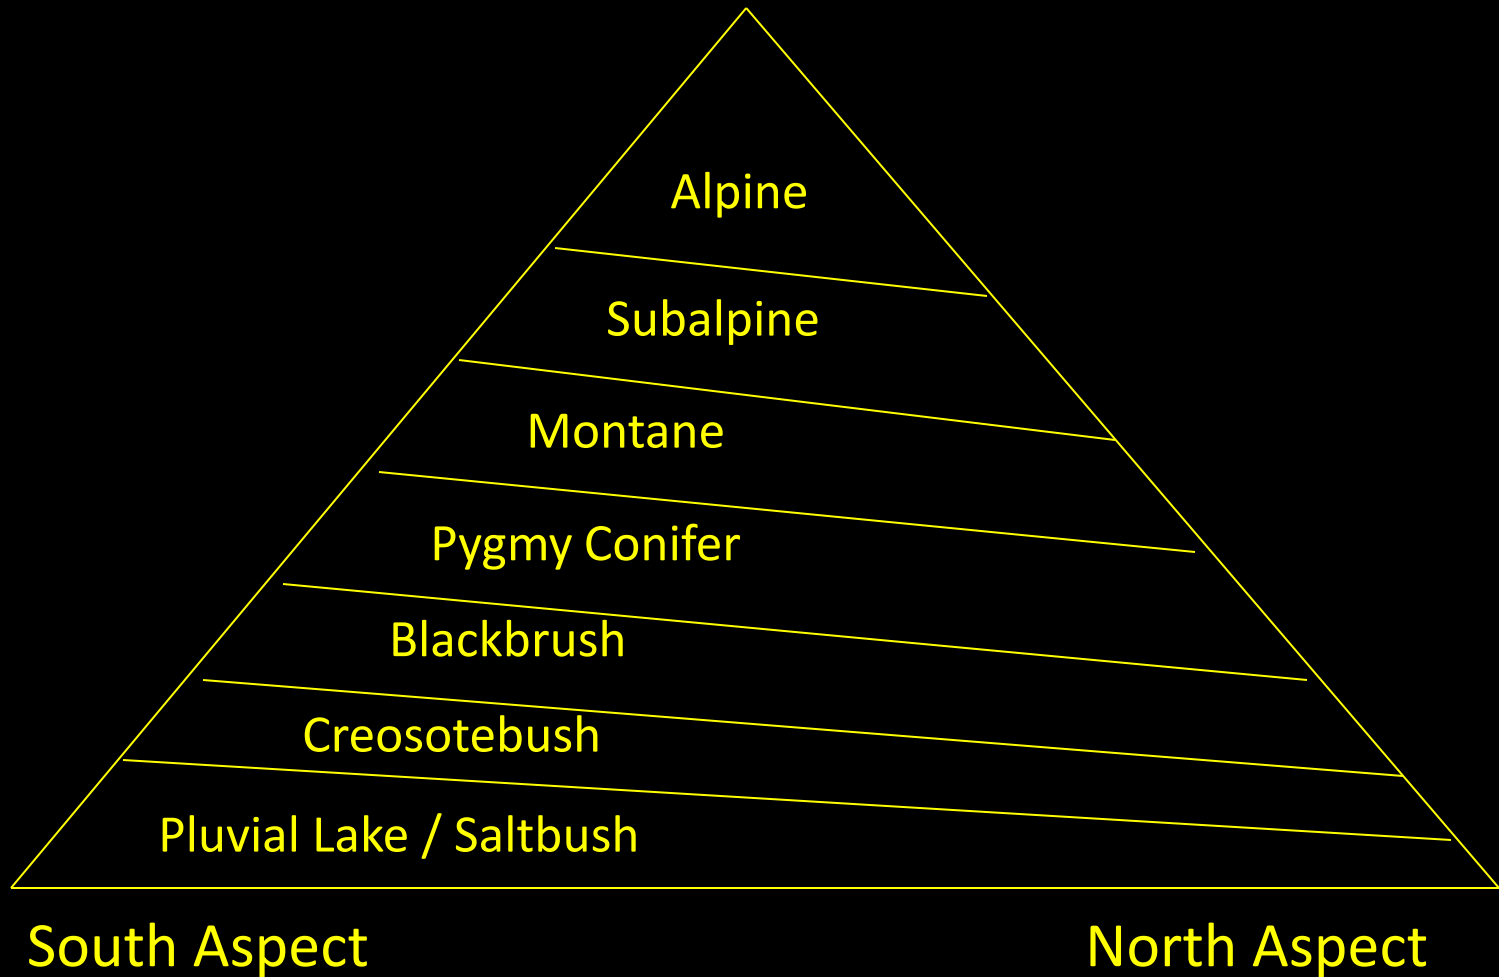 Alpine
Subalpine
Montane
Pygmy Conifer
Blackbrush
Creosotebush
Pluvial Lake / Saltbush
South Aspect North Aspect